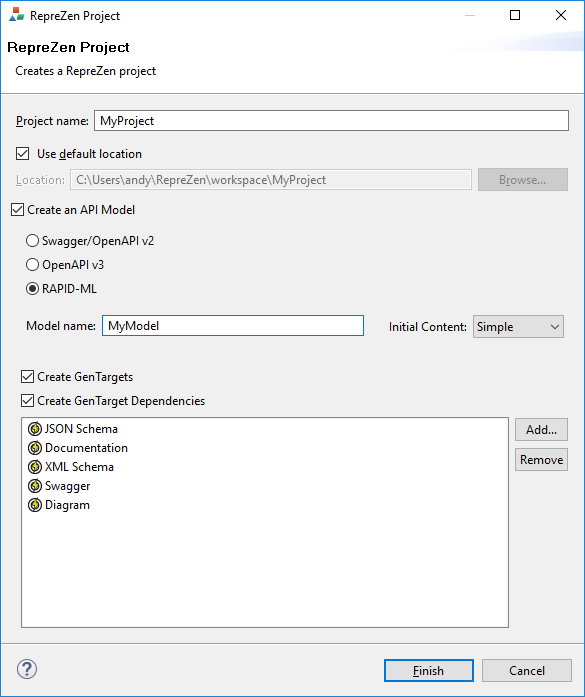 RepreZen Project
RepreZen Project
Creates a RepreZen project
Project name: MyProject
Use default location
Location: C:\Users\andy\RepreZen\workspace\MyProject Browse...
Create an API Model
Swagger/OpenAPI v2
OpenAPI v3
RAPID-ML
Model name: MyModel Initial Content: Simple
Create GenTargets
Create GenTarget Dependencies
JSON Schema Add...
Documentation
XML Schema Remove
Swagger
Diagram
? Finish Cancel